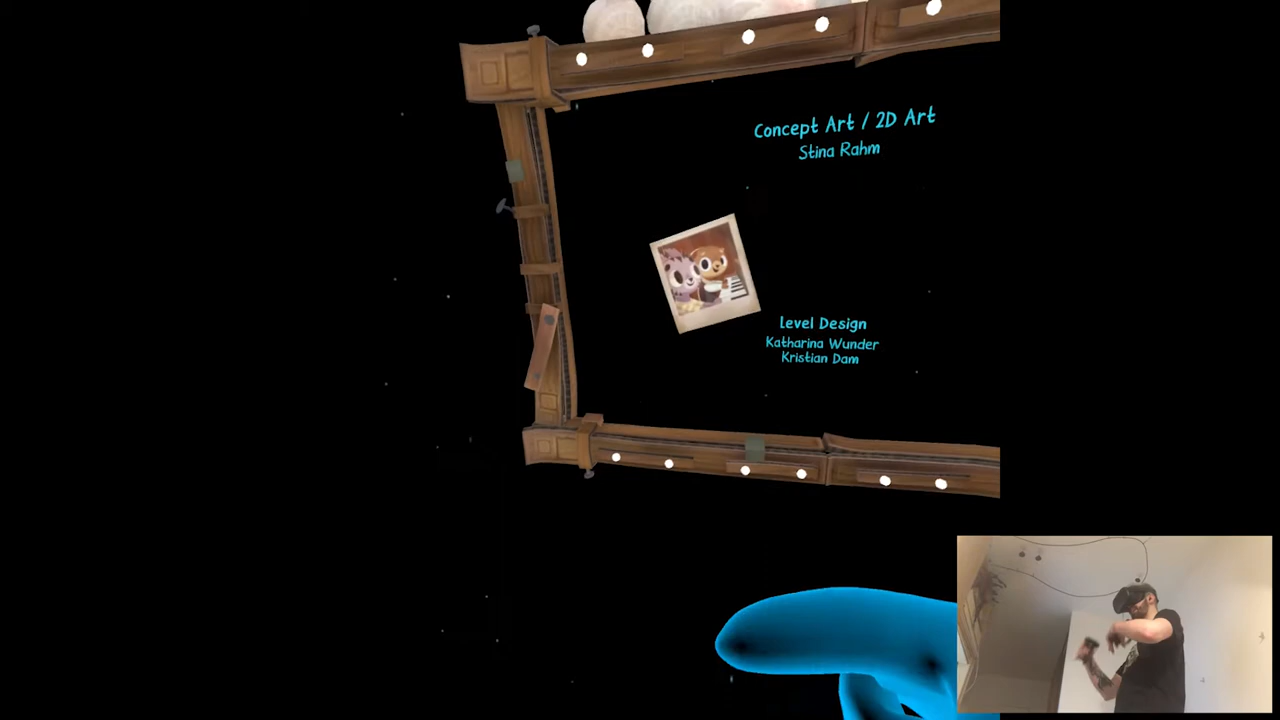 Concept Art / 2D Art
Stina Rahm
Level Design
Katharina Wunder
Kristian Dam